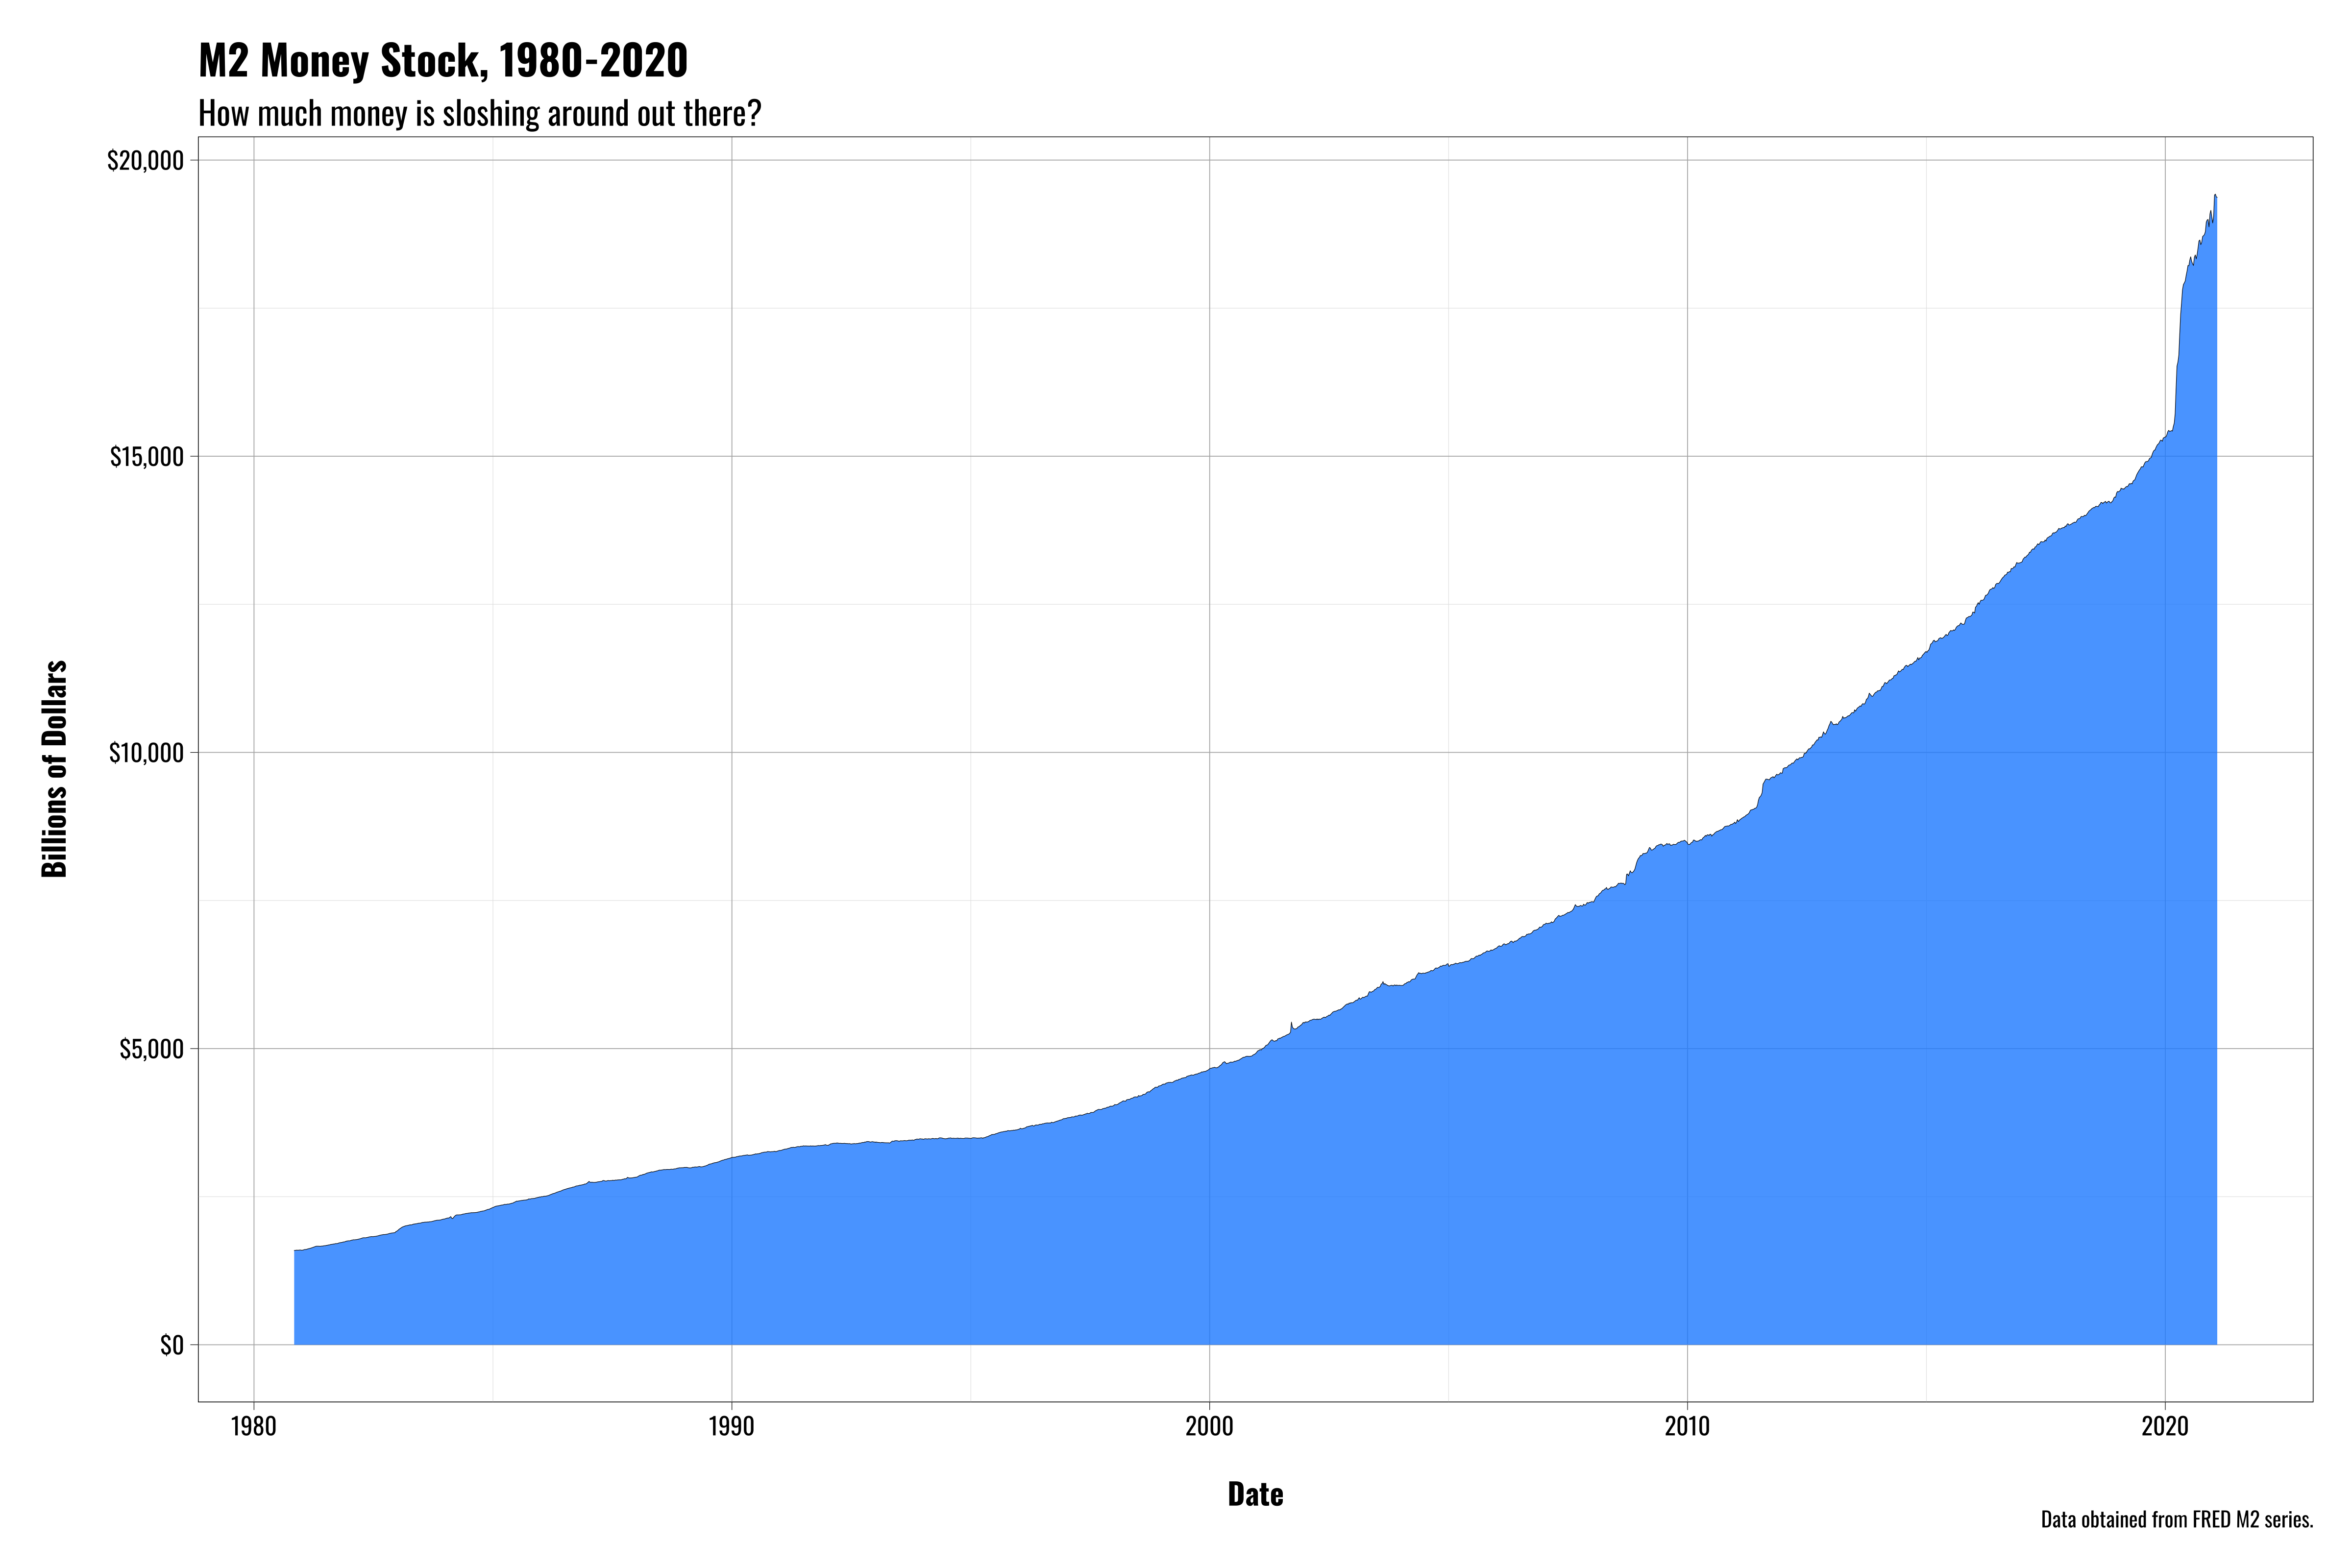 M2 Money Stock, 1980-2020
How much money is sloshing around out there?
$20,000
$15,000
$10,000
$5,000
$0
Billions of Dollars
1980
1990
2000
2010
2020
Date
Data obtained from FRED M2 series.